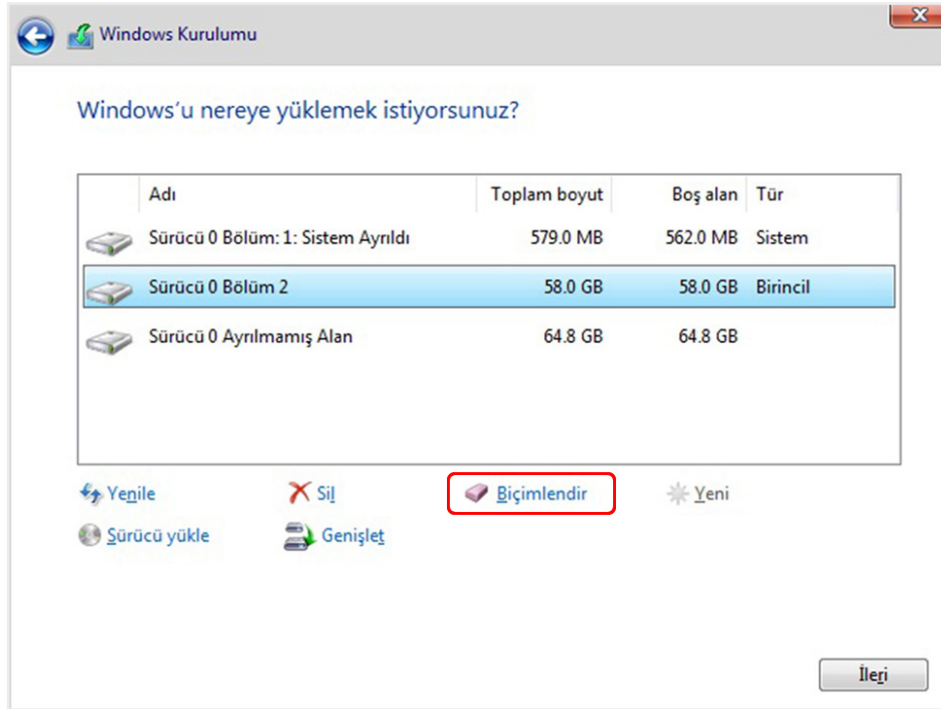 Windows Kurulumu
Windows'u nereye yüklemek istiyorsunuz?
Adı Toplam boyut Boş alan Tür
Sürücü 0 Bölüm: 1: Sistem Ayrıldı 579.0 MB 562.0 MB Sistem
Sürücü 0 Bölüm 2 58.0 GB 58.0 GB Birincil
Sürücü 0 Ayrılmamış Alan 64.8 GB 64.8 GB
Yenile Sil Biçimlendir Yeni
Sürücü yükle Genişlet
İleri